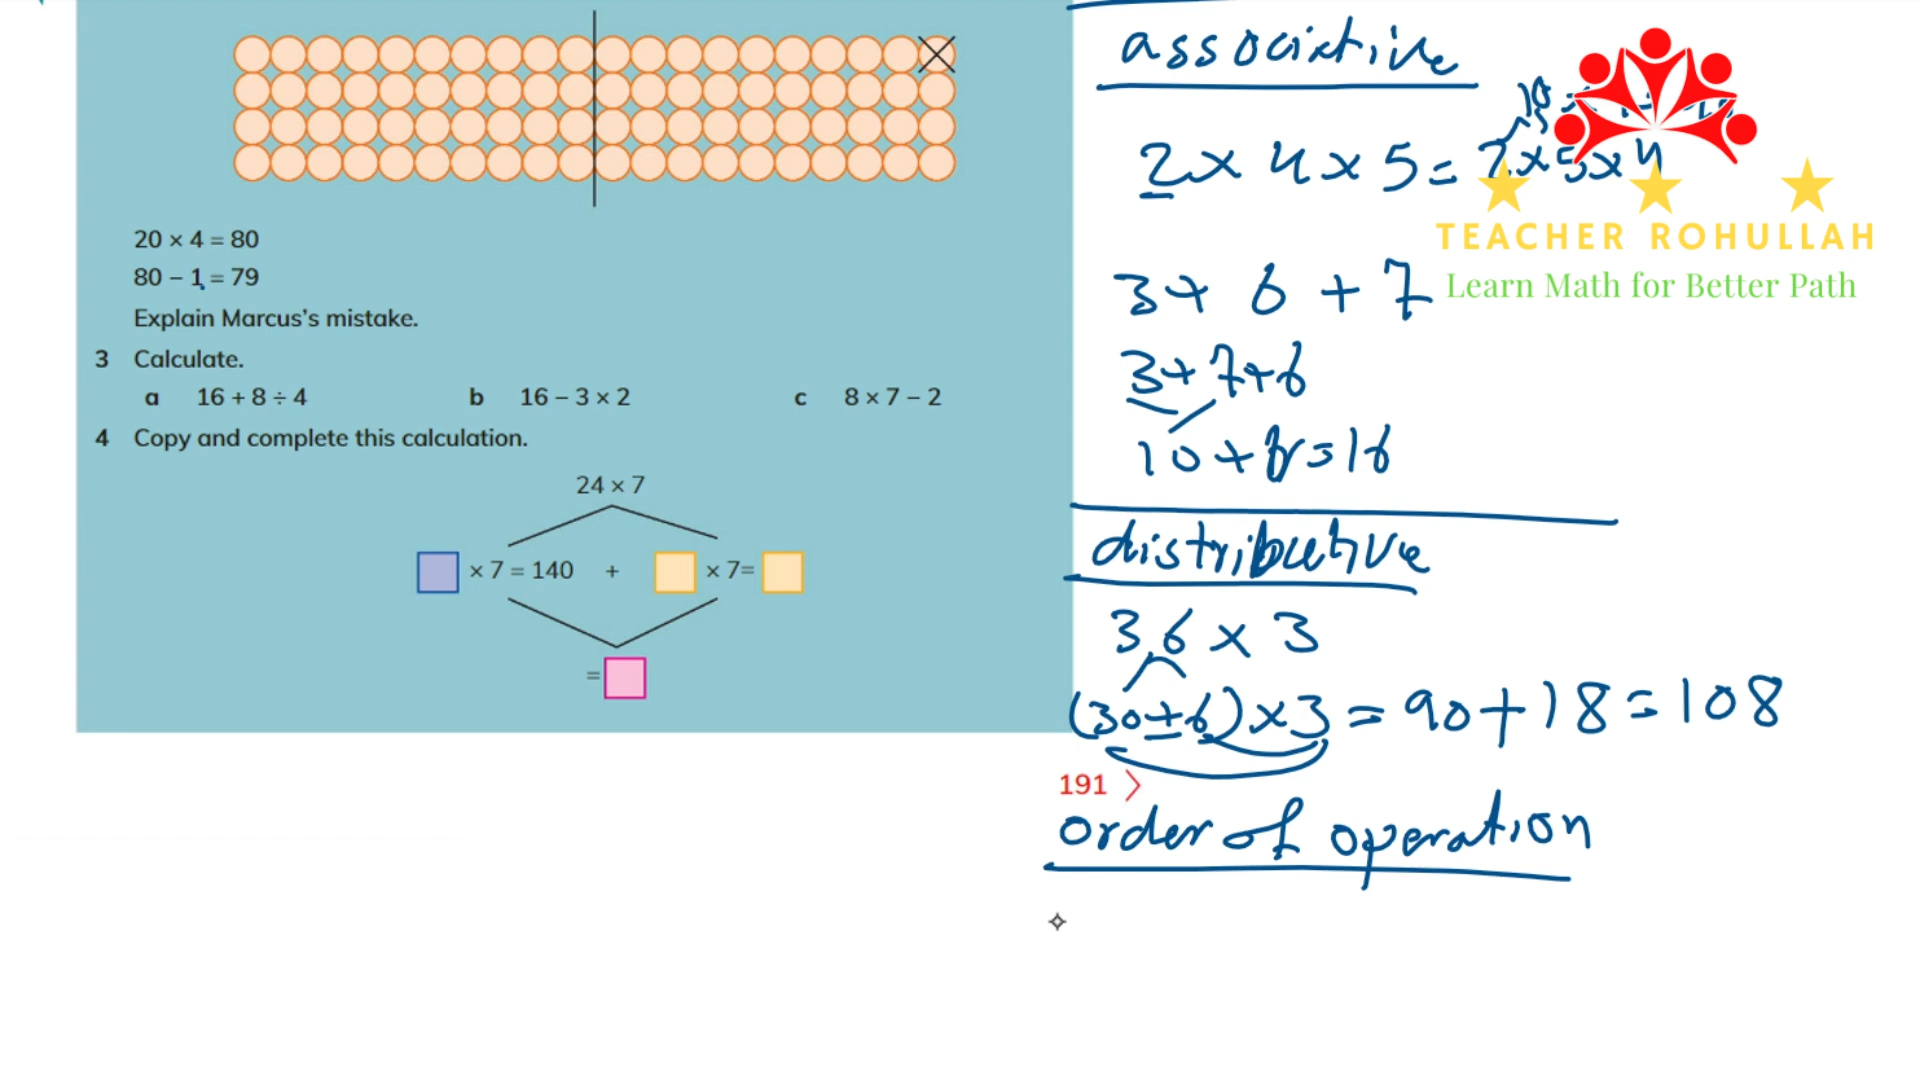 20 × 4 = 80
80 − 1 = 79
Explain Marcus's mistake.
3 Calculate.
a 16 + 8 ÷ 4 b 16 − 3 × 2 c 8 × 7 − 2
4 Copy and complete this calculation.
24 × 7
× 7 = 140 + × 7=
=
associative
2 × 4 × 5 = 2 × 5 × 4
TEACHER ROHULLAH
Learn Math for Better Path
3 + 6 + 7
3 + 7 + 6
10 + 6 = 16
distributive
36 × 3
(30 + 6) × 3 = 90 + 18 = 108
191
order of operation